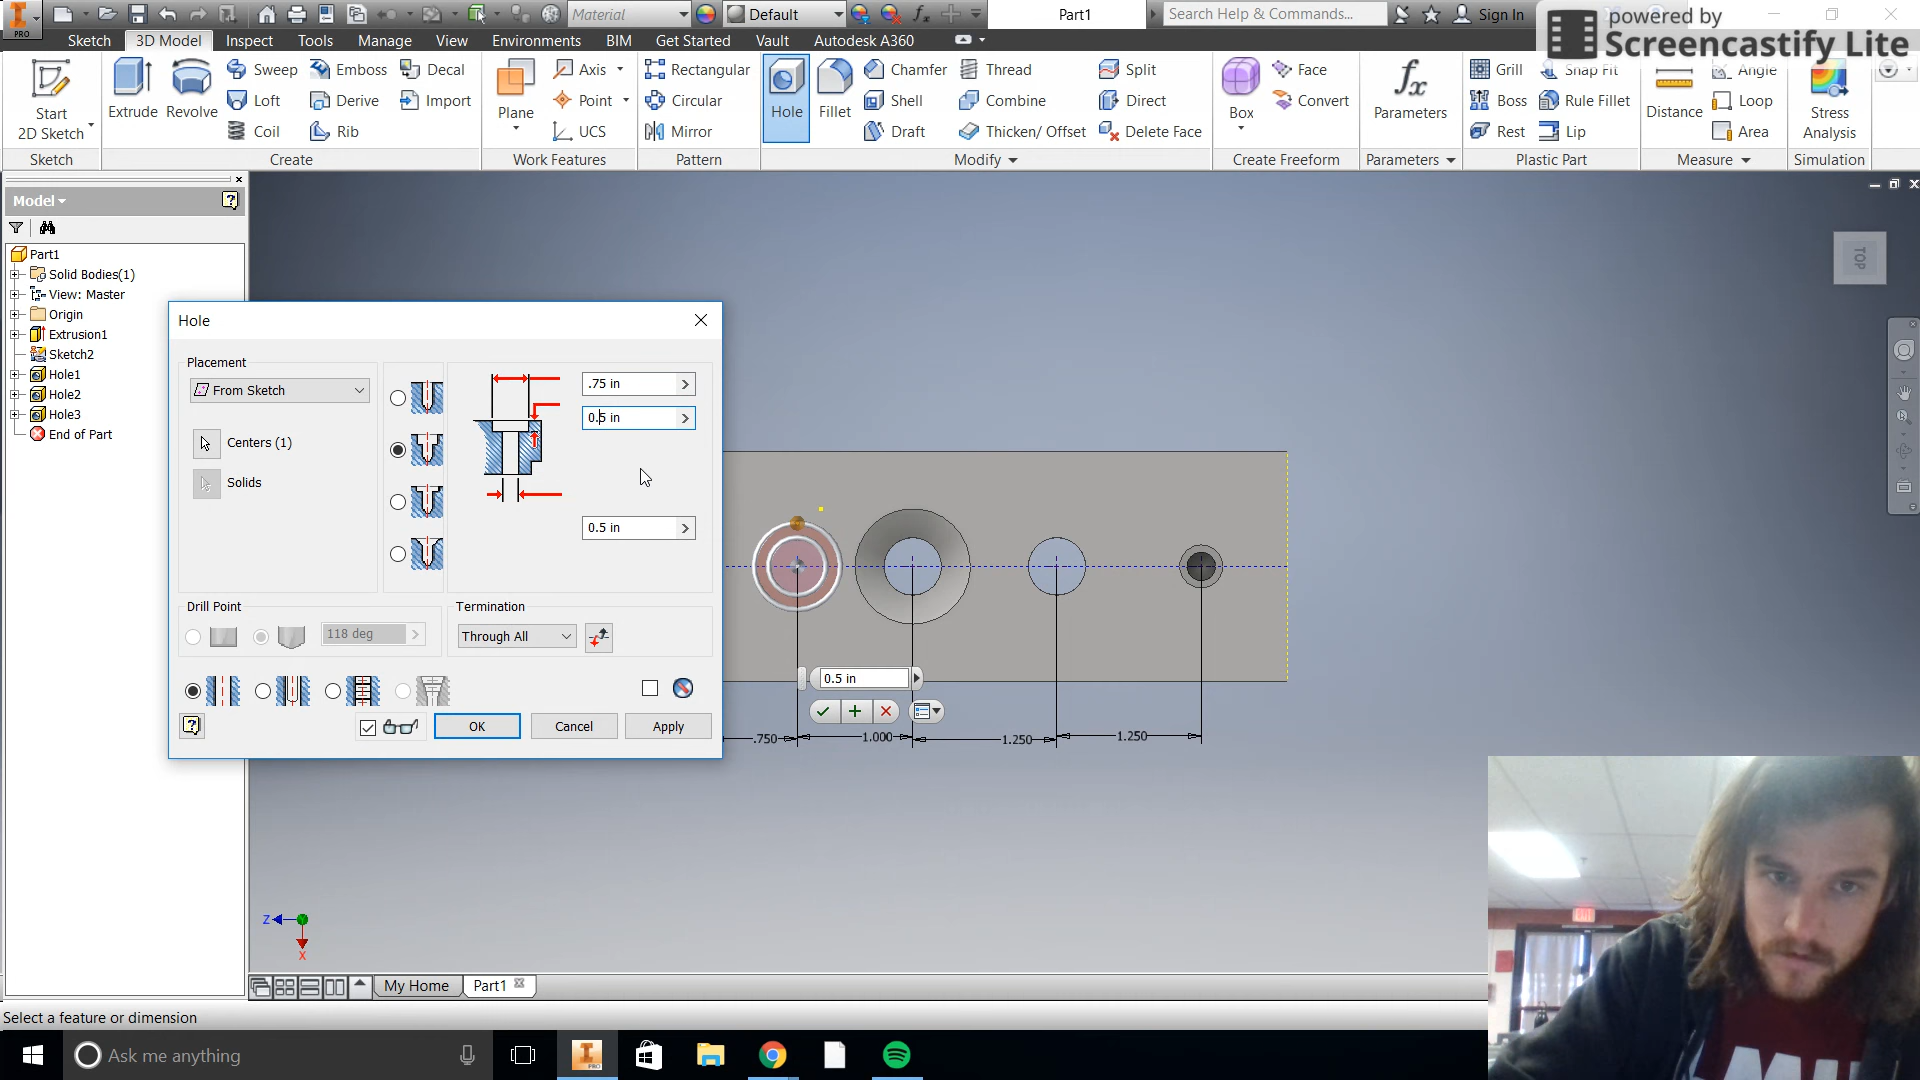 PRO
Material
Default
Part1
Search Help & Commands...
Sign In
powered by
Screencastify Lite
Sketch
3D Model
Inspect
Tools
Manage
View
Environments
BIM
Get Started
Vault
Autodesk A360
Start
2D Sketch
Extrude
Revolve
Sweep
Emboss
Decal
Loft
Derive
Import
Coil
Rib
Plane
Axis
Point
UCS
Rectangular
Circular
Mirror
Hole
Fillet
Chamfer
Thread
Split
Shell
Combine
Direct
Draft
Thicken/ Offset
Delete Face
Box
Face
Convert
Parameters
Grill
Snap Fit
Boss
Rule Fillet
Rest
Lip
Distance
Angle
Loop
Area
Stress
Analysis
Sketch
Create
Work Features
Pattern
Modify
Create Freeform
Parameters
Plastic Part
Measure
Simulation
Model
Part1
Solid Bodies(1)
View: Master
Origin
Extrusion1
Sketch2
Hole1
Hole2
Hole3
End of Part
Hole
Placement
From Sketch
Centers (1)
Solids
.75 in
0.5 in
0.5 in
Drill Point
118 deg
Termination
Through All
OK
Cancel
Apply
TOP
0.5 in
.750
1.000
1.250
1.250
Z
X
My Home
Part1
Select a feature or dimension
Ask me anything
PRO